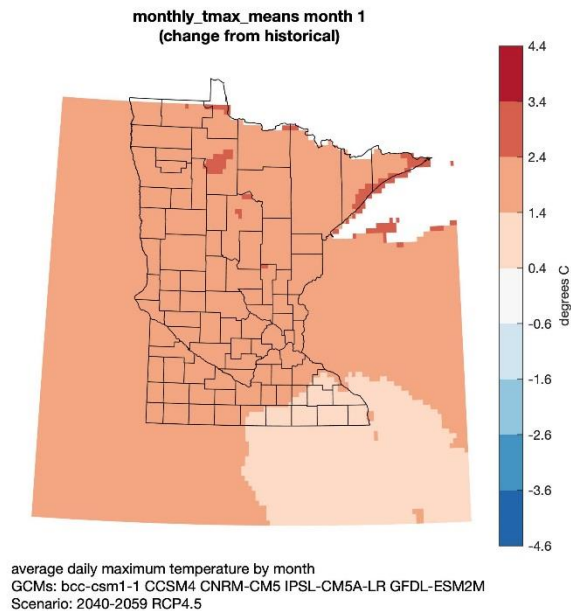 monthly_tmax_means month 1
(change from historical)
4.4
3.4
2.4
1.4
0.4
-0.6
-1.6
-2.6
-3.6
-4.6
degrees C
average daily maximum temperature by month
GCMs: bcc-csm1-1 CCSM4 CNRM-CM5 IPSL-CM5A-LR GFDL-ESM2M
Scenario: 2040-2059 RCP4.5